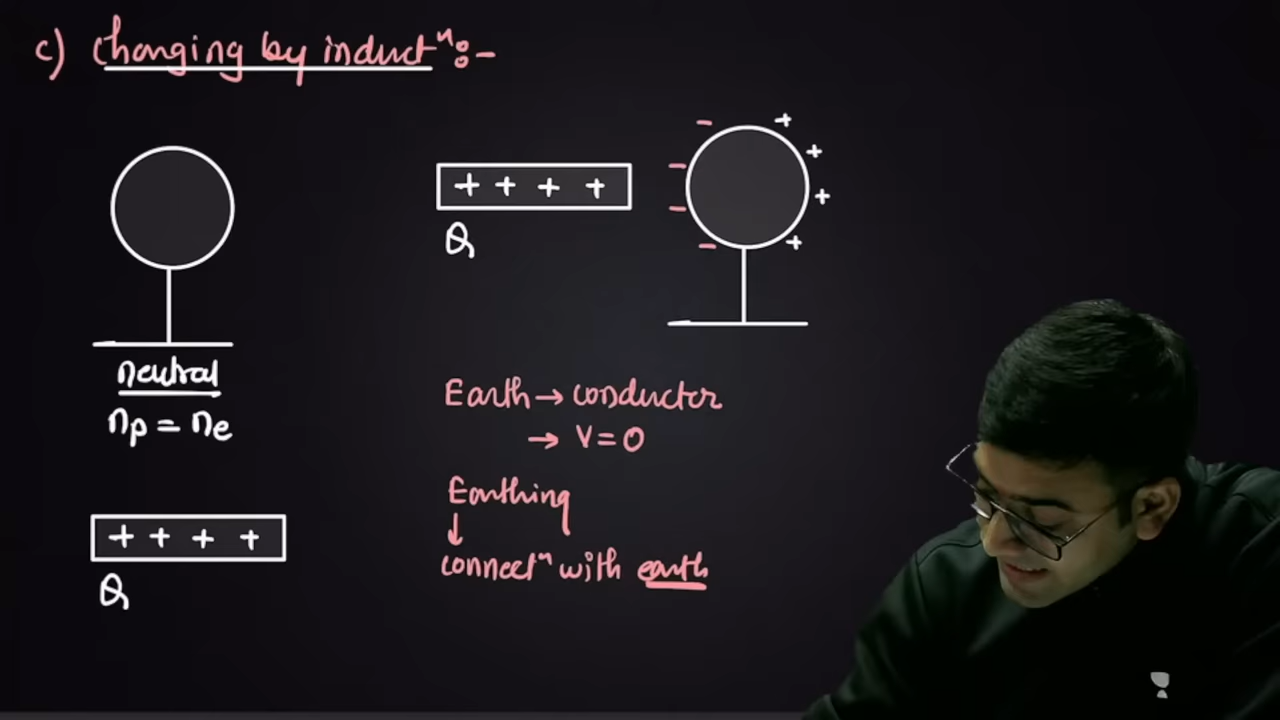 c) Changing by inductⁿ:-
neutral
np = ne
+ + + +
Q
+ + + +
Q
- - - -
+ + + +
Earth → conductor
→ V = 0
Earthing
↓
connectⁿ with earth